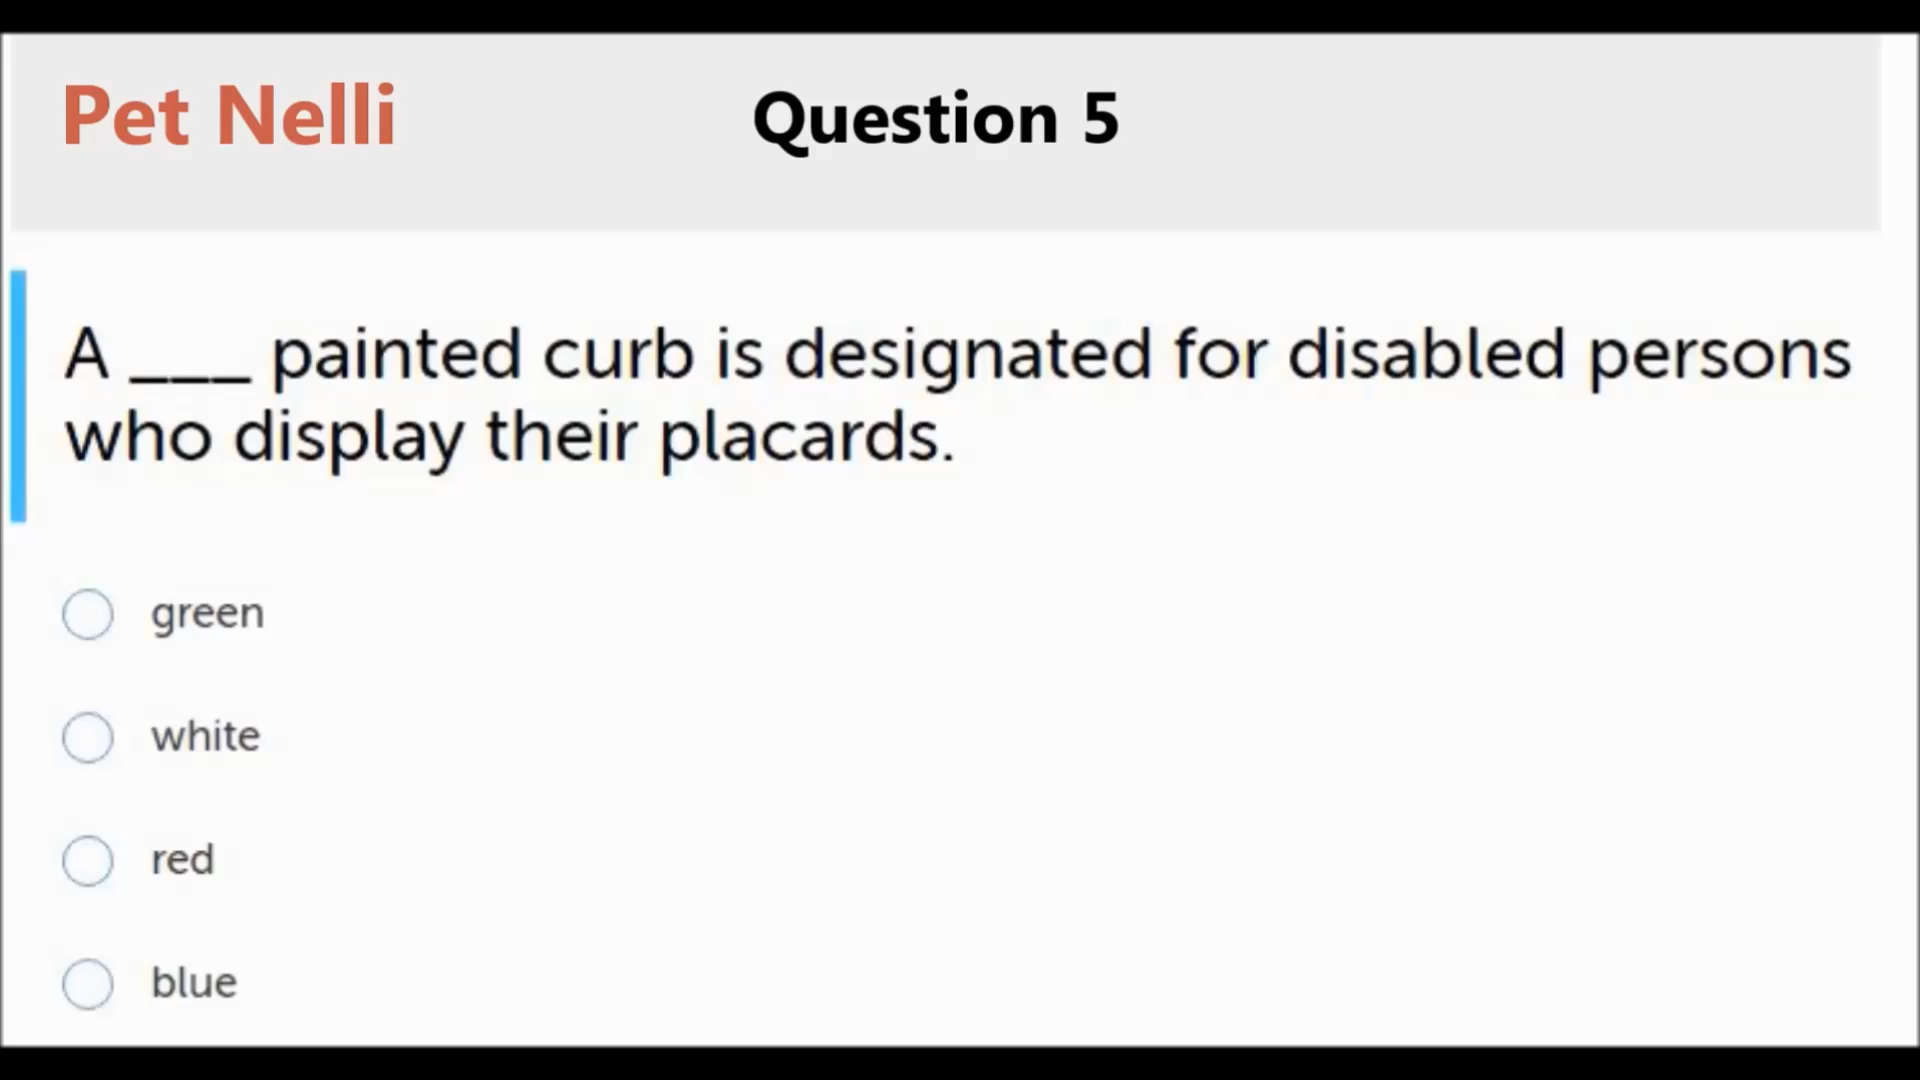 Pet Nelli
Question 5
A ___ painted curb is designated for disabled persons
who display their placards.
green
white
red
blue